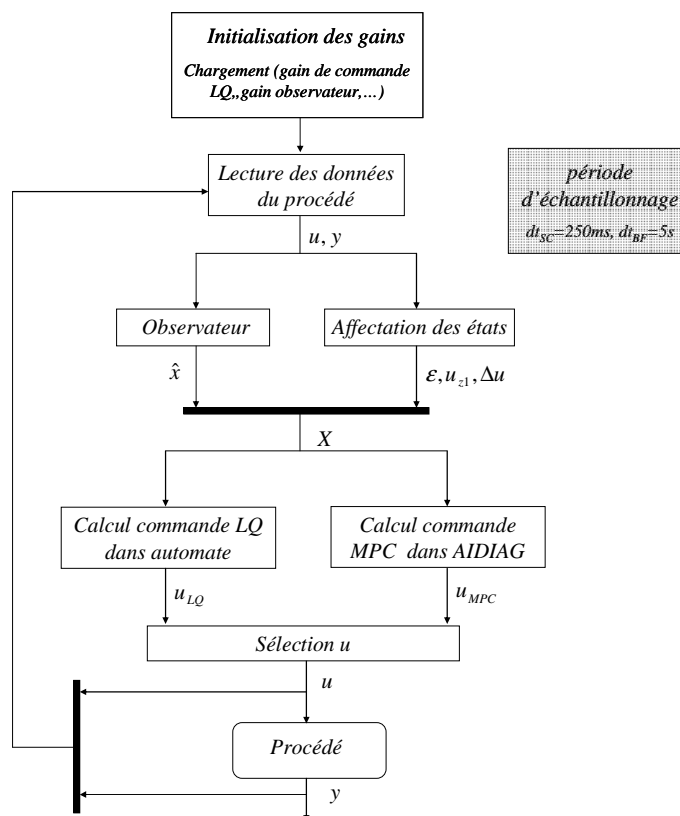 Initialisation des gains
Chargement (gain de commande
LQ,,gain observateur,…)
Lecture des données
du procédé
période
d'échantillonnage
dt_SC=250ms, dt_BF=5s
u, y
Observateur
Affectation des états
x̂
ε, u_z1, Δu
X
Calcul commande LQ
dans automate
Calcul commande
MPC dans AIDIAG
u_LQ
u_MPC
Sélection u
u
Procédé
y